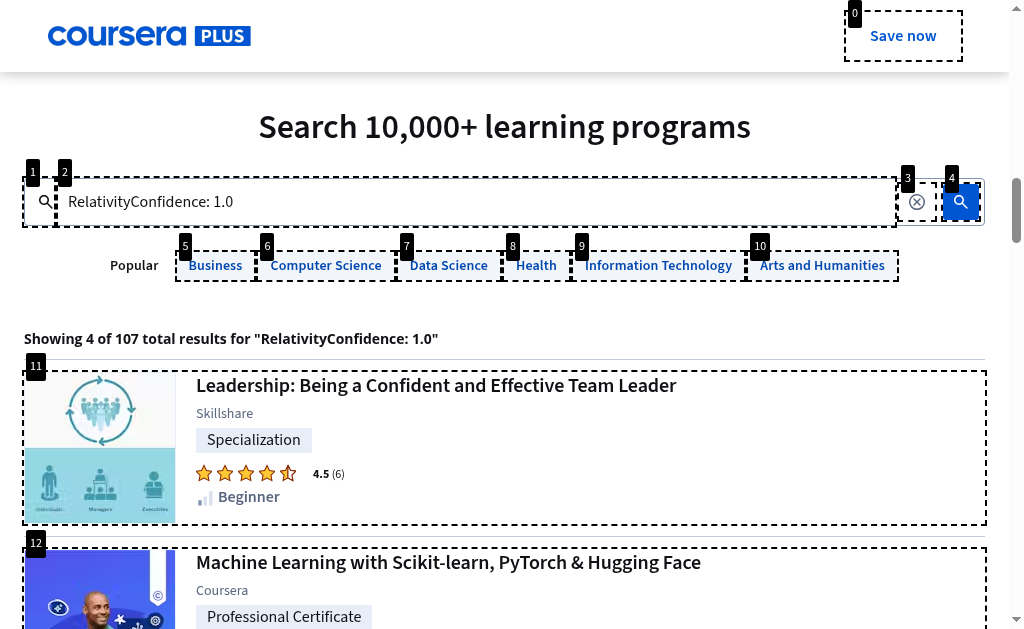 coursera PLUS
0
Save now
Search 10,000+ learning programs
1
2
RelativityConfidence: 1.0
3
4
Popular
5
Business
6
Computer Science
7
Data Science
8
Health
9
Information Technology
10
Arts and Humanities
Showing 4 of 107 total results for "RelativityConfidence: 1.0"
11
Leadership: Being a Confident and Effective Team Leader
Skillshare
Specialization
4.5 (6)
Beginner
Individuals
Managers
Executives
12
Machine Learning with Scikit-learn, PyTorch & Hugging Face
Coursera
Professional Certificate